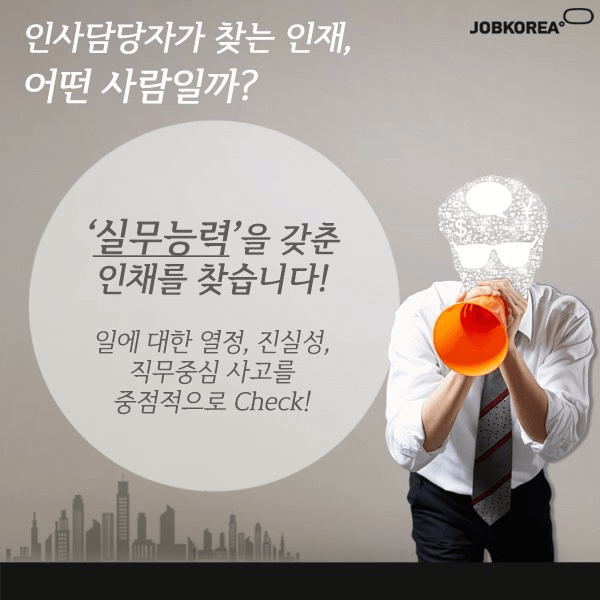 인사담당자가 찾는 인재,
어떤 사람일까?
JOBKOREA
‘실무능력’을 갖춘
인채를 찾습니다!
일에 대한 열정, 진실성,
직무중심 사고를
중점적으로 Check!